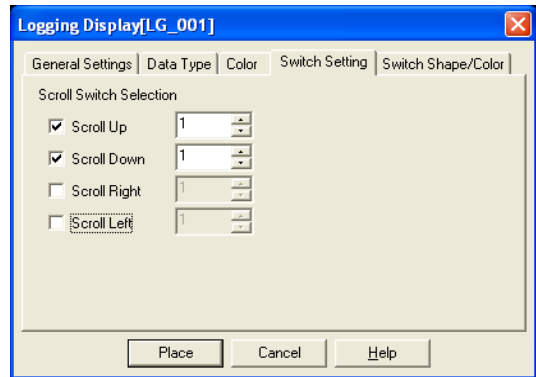 Logging Display[LG_001]
General Settings Data Type Color Switch Setting Switch Shape/Color
Scroll Switch Selection
Scroll Up 1
Scroll Down 1
Scroll Right 1
Scroll Left 1
Place Cancel Help